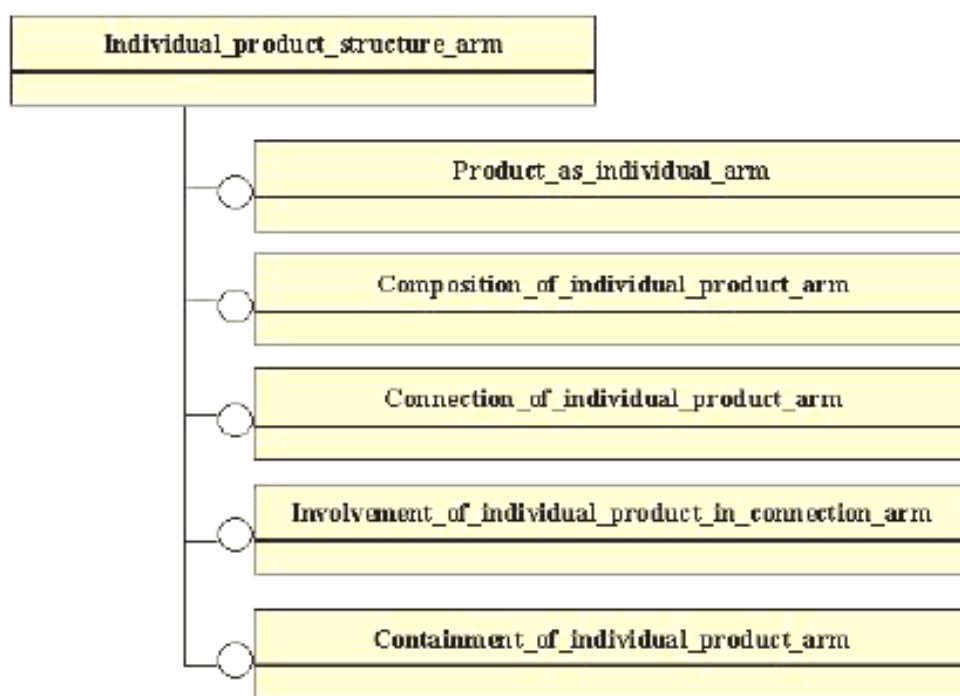 Individual_product_structure_arm
Product_as_individual_arm
Composition_of_individual_product_arm
Connection_of_individual_product_arm
Involvement_of_individual_product_in_connection_arm
Containment_of_individual_product_arm